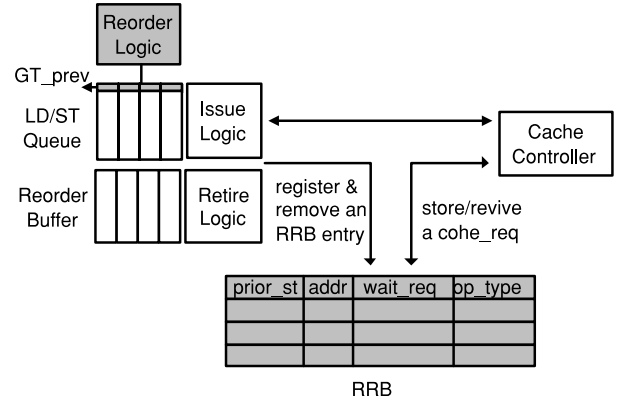 Reorder
Logic
GT_prev
LD/ST
Queue
Issue
Logic
Cache
Controller
Reorder
Buffer
Retire
Logic
register &
remove an
RRB entry
store/revive
a cohe_req
prior_st addr wait_req op_type
RRB